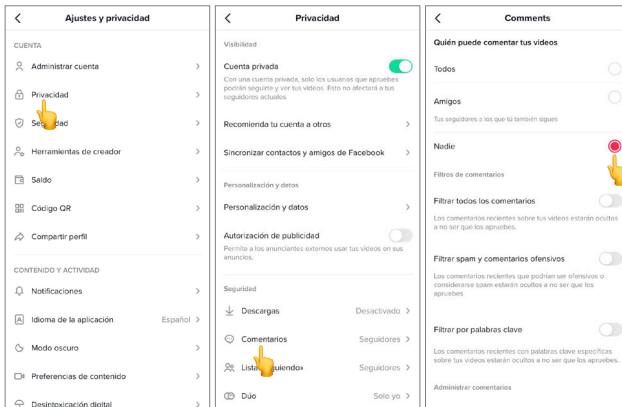 Ajustes y privacidad
CUENTA
Administrar cuenta
Privacidad
Seguridad
Herramientas de creador
Saldo
Código QR
Compartir perfil
CONTENIDO Y ACTIVIDAD
Notificaciones
Idioma de la aplicación Español
Modo oscuro
Preferencias de contenido
Desintoxicación digital
Privacidad
Visibilidad
Cuenta privada
Con una cuenta privada, solo los usuarios que apruebes
podrán seguirte y ver tus vídeos. Esto no afectará a tus
seguidores actuales
Recomienda tu cuenta a otros
Sincronizar contactos y amigos de Facebook
Personalización y datos
Personalización y datos
Autorización de publicidad
Permite a los anunciantes externos usar tus vídeos en sus
anuncios.
Seguridad
Descargas Desactivado
Comentarios Seguidores
Lista «Siguiendo» Seguidores
Dúo Solo yo
Comments
Quién puede comentar tus videos
Todos
Amigos
Tus seguidores a los que tú también sigues
Nadie
Filtros de comentarios
Filtrar todos los comentarios
Los comentarios recientes sobre tus vídeos estarán ocultos
a no ser que los apruebes.
Filtrar spam y comentarios ofensivos
Los comentarios recientes que podrían ser ofensivos o
considerarse spam estarán ocultos a no ser que los
apruebes
Filtrar por palabras clave
Los comentarios recientes con palabras clave específicas
sobre tus vídeos estarán ocultos a no ser que los apruebes.
Administrar comentarios